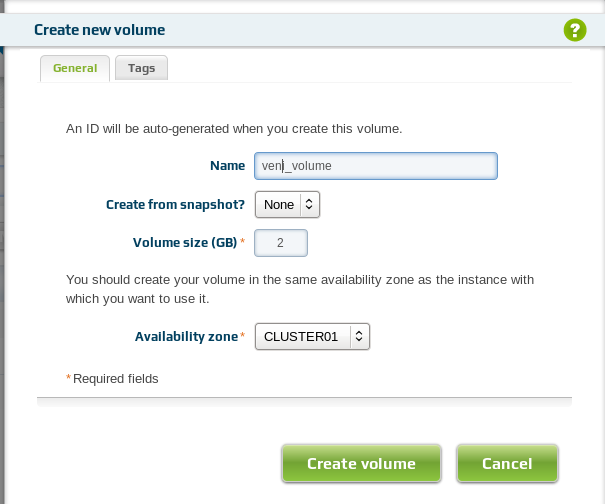 Create new volume ?
General Tags
An ID will be auto-generated when you create this volume.
Name veni_volume
Create from snapshot? None
Volume size (GB) * 2
You should create your volume in the same availability zone as the instance with
which you want to use it.
Availability zone * CLUSTER01
* Required fields
Create volume Cancel